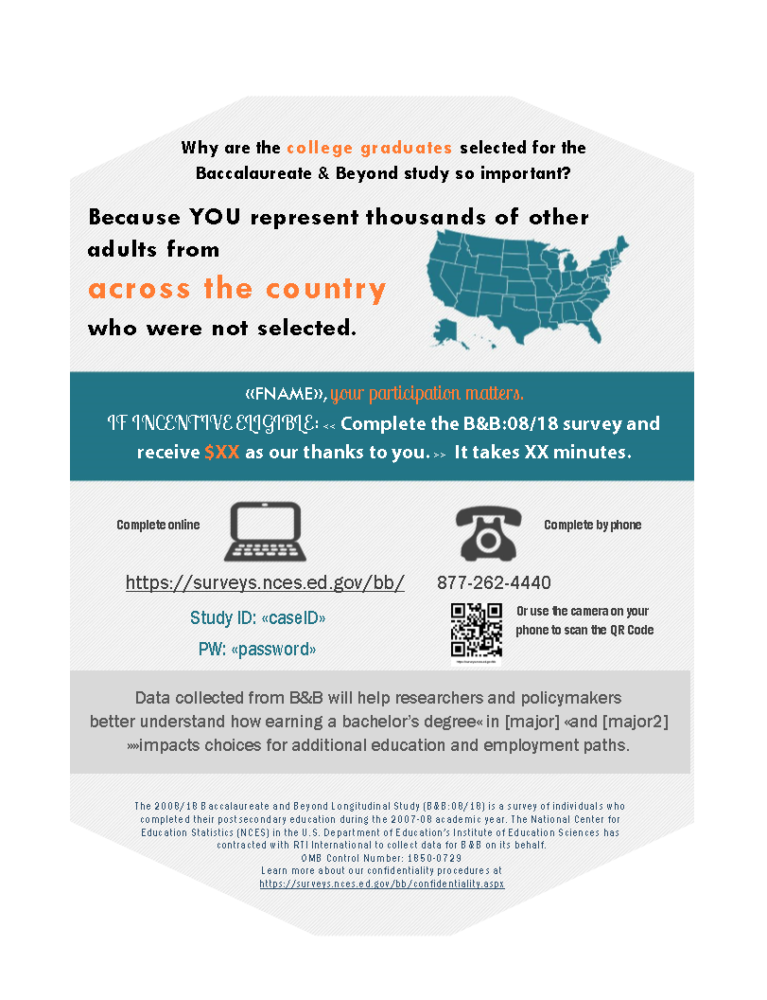 Why are the college graduates selected for the
Baccalaureate & Beyond study so important?
Because YOU represent thousands of other
adults from
across the country
who were not selected.
«FNAME», your participation matters.
IF INCENTIVE ELIGIBLE: << Complete the B&B:08/18 survey and
receive $XX as our thanks to you. >> It takes XX minutes.
Complete online
Complete by phone
https://surveys.nces.ed.gov/bb/
877-262-4440
Or use the camera on your
phone to scan the QR Code
Study ID: «caseID»
PW: «password»
Data collected from B&B will help researchers and policymakers
better understand how earning a bachelor's degree« in [major] «and [major2]
»»impacts choices for additional education and employment paths.
The 2008/18 Baccalaureate and Beyond Longitudinal Study (B&B:08/18) is a survey of individuals who
completed their postsecondary education during the 2007-08 academic year. The National Center for
Education Statistics (NCES) in the U.S. Department of Education's Institute of Education Sciences has
contracted with RTI International to collect data for B&B on its behalf.
OMB Control Number: 1850-0729
Learn more about our confidentiality procedures at
https://surveys.nces.ed.gov/bb/confidentiality.aspx